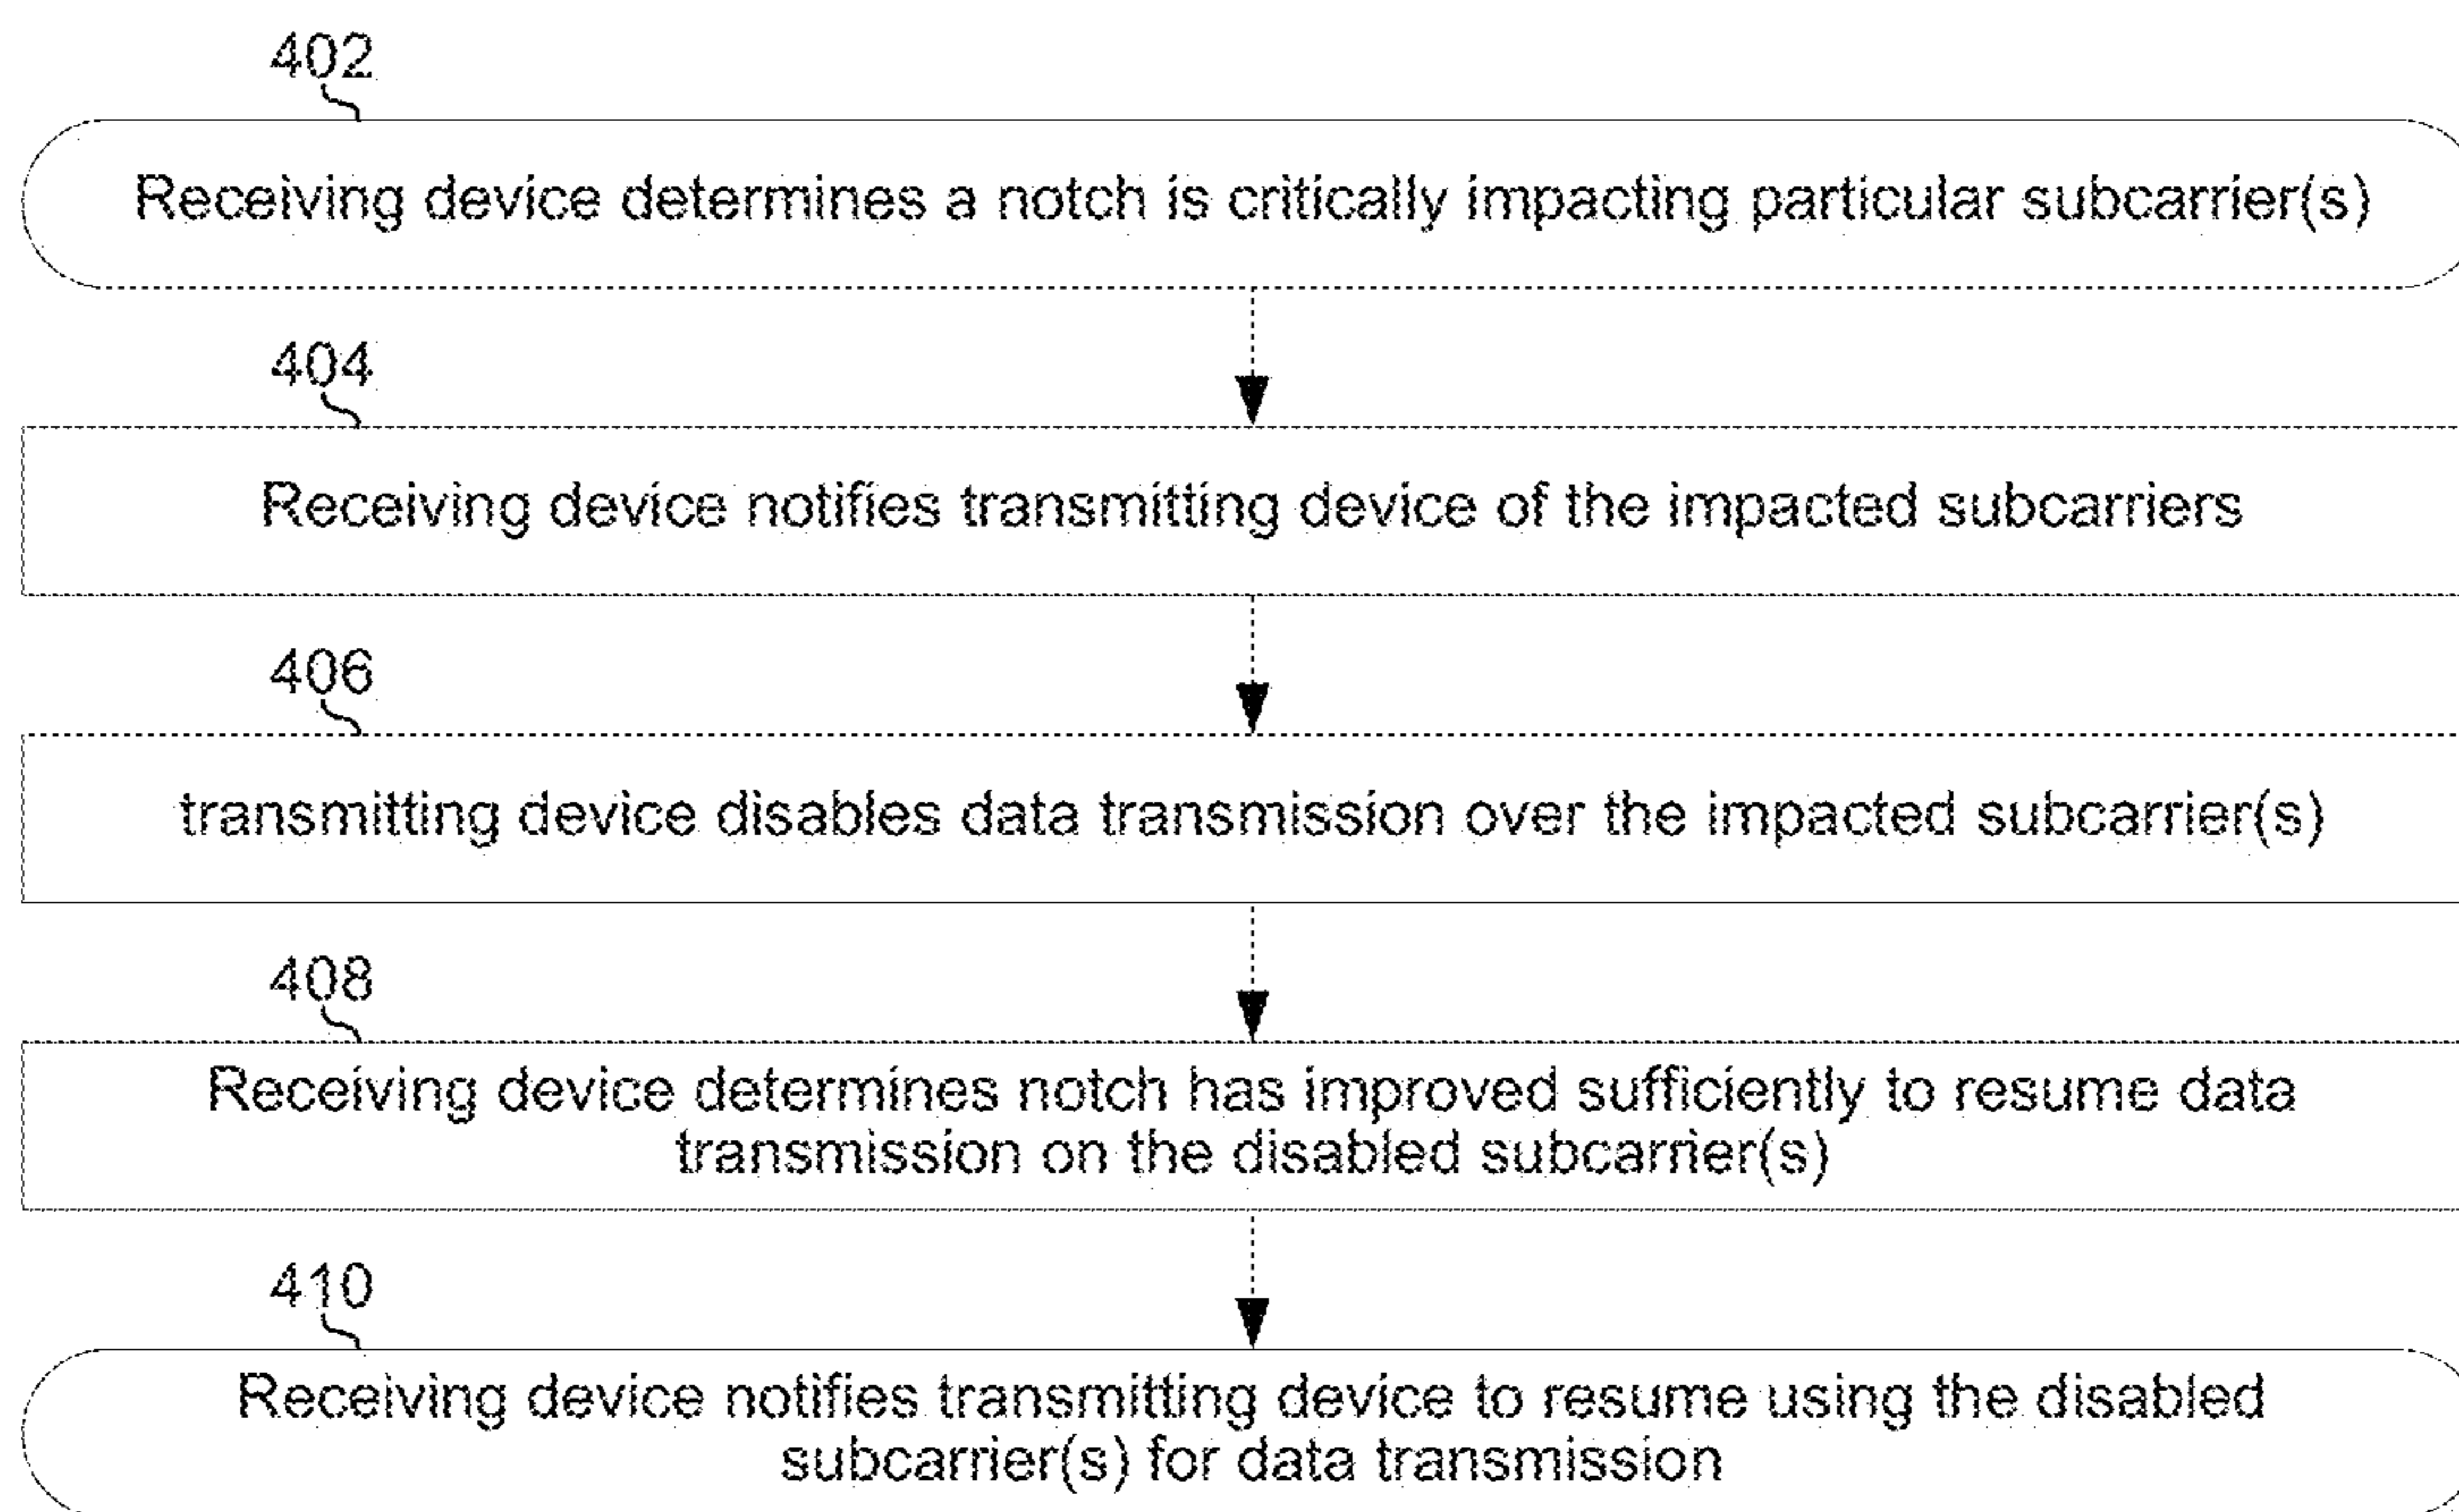 402
Receiving device determines a notch is critically impacting particular subcarrier(s)
404
Receiving device notifies transmitting device of the impacted subcarriers
406
transmitting device disables data transmission over the impacted subcarrier(s)
408
Receiving device determines notch has improved sufficiently to resume data
transmission on the disabled subcarrier(s)
410
Receiving device notifies transmitting device to resume using the disabled
subcarrier(s) for data transmission